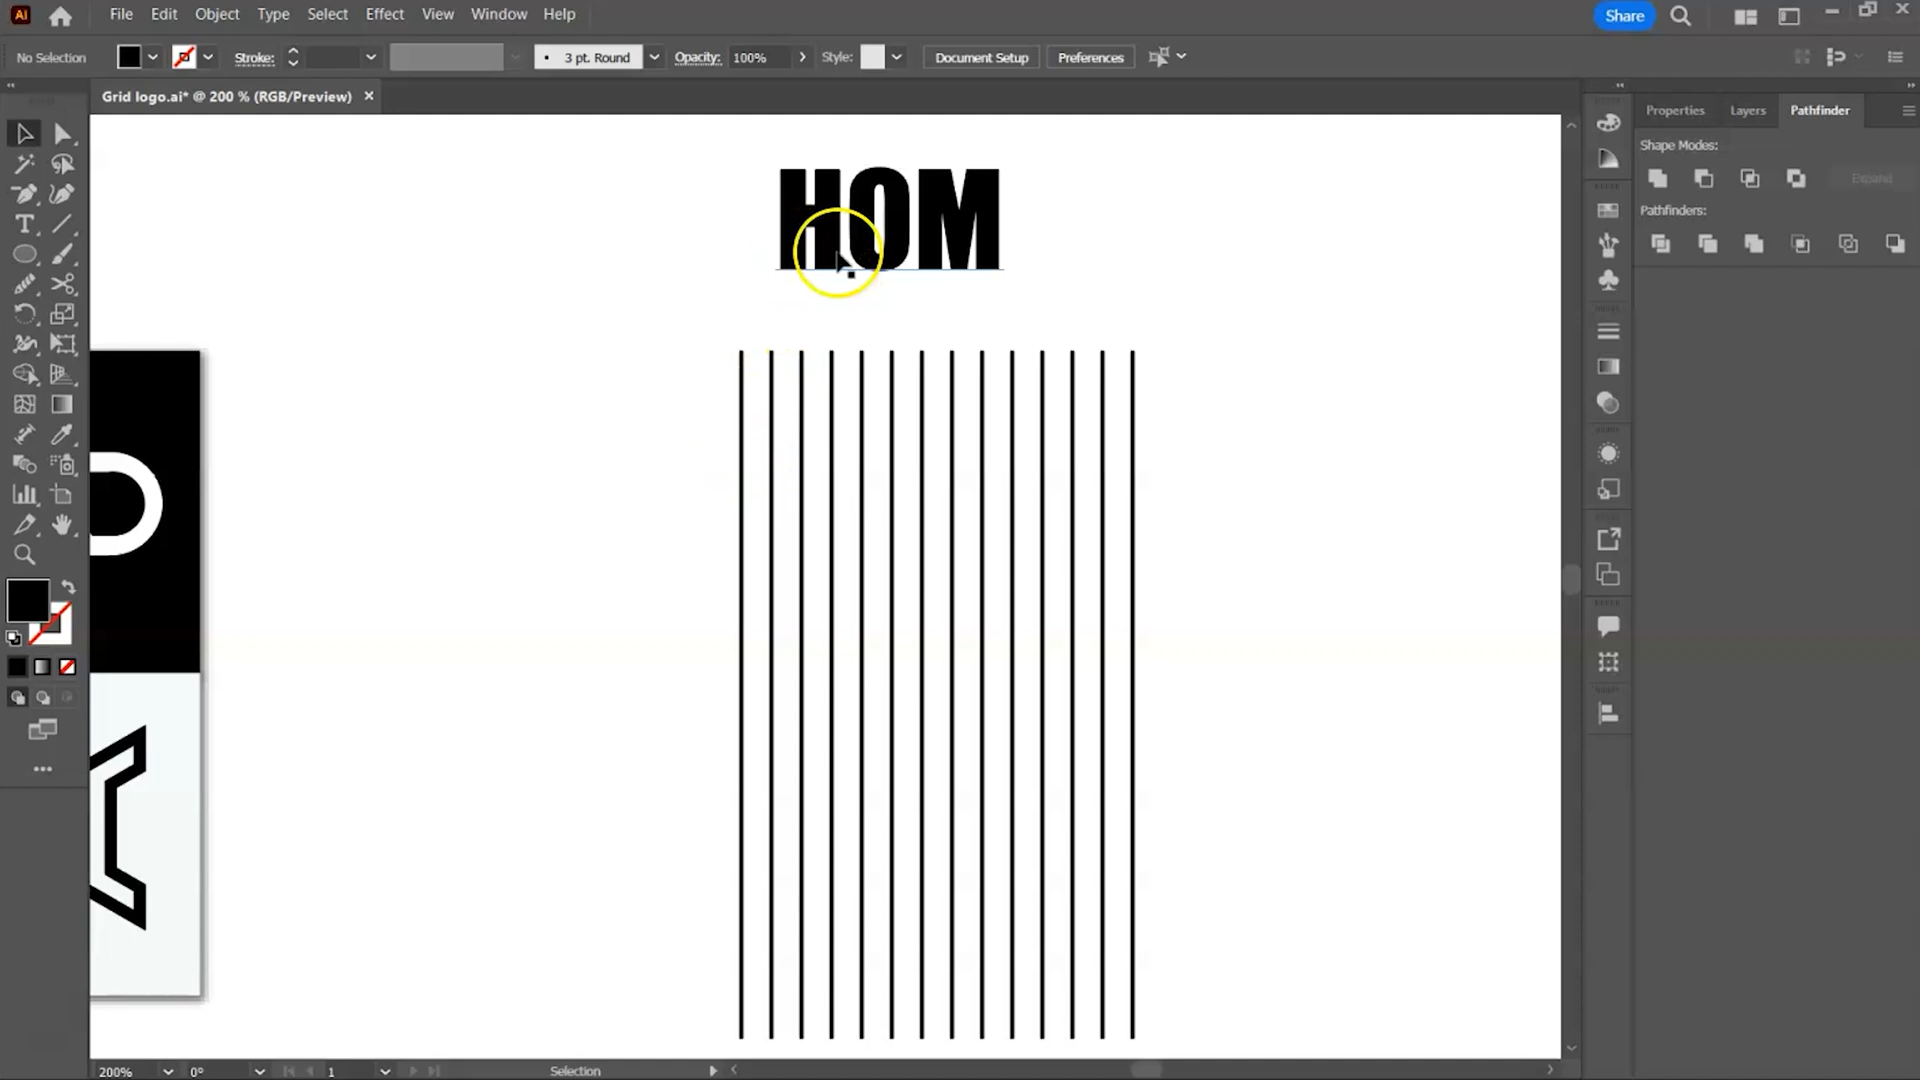 Ai File Edit Object Type Select Effect View Window Help Share
No Selection Stroke: 3 pt. Round Opacity: 100% Style: Document Setup Preferences
Grid logo.ai* @ 200 % (RGB/Preview)
Properties Layers Pathfinder
Shape Modes:
Expand
Pathfinders:
HOM
200% 0° 1 Selection